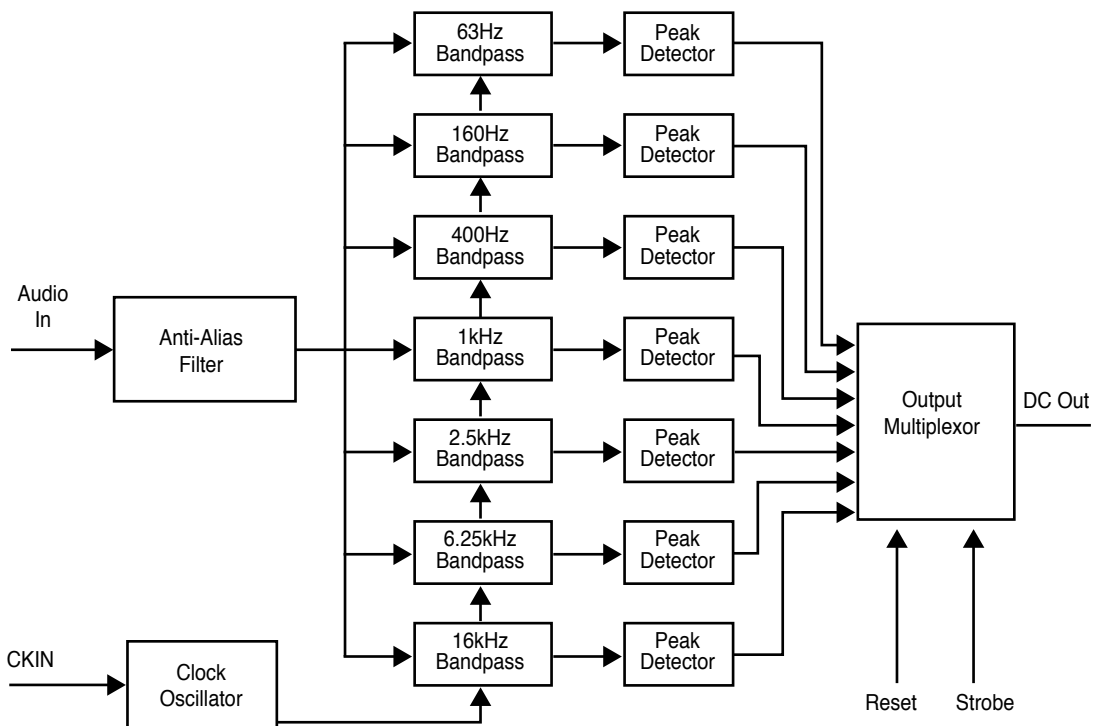 63Hz
Bandpass
Peak
Detector
160Hz
Bandpass
Peak
Detector
400Hz
Bandpass
Peak
Detector
Audio
In
Anti-Alias
Filter
1kHz
Bandpass
Peak
Detector
Output
Multiplexor
DC Out
2.5kHz
Bandpass
Peak
Detector
6.25kHz
Bandpass
Peak
Detector
16kHz
Bandpass
Peak
Detector
CKIN
Clock
Oscillator
Reset
Strobe